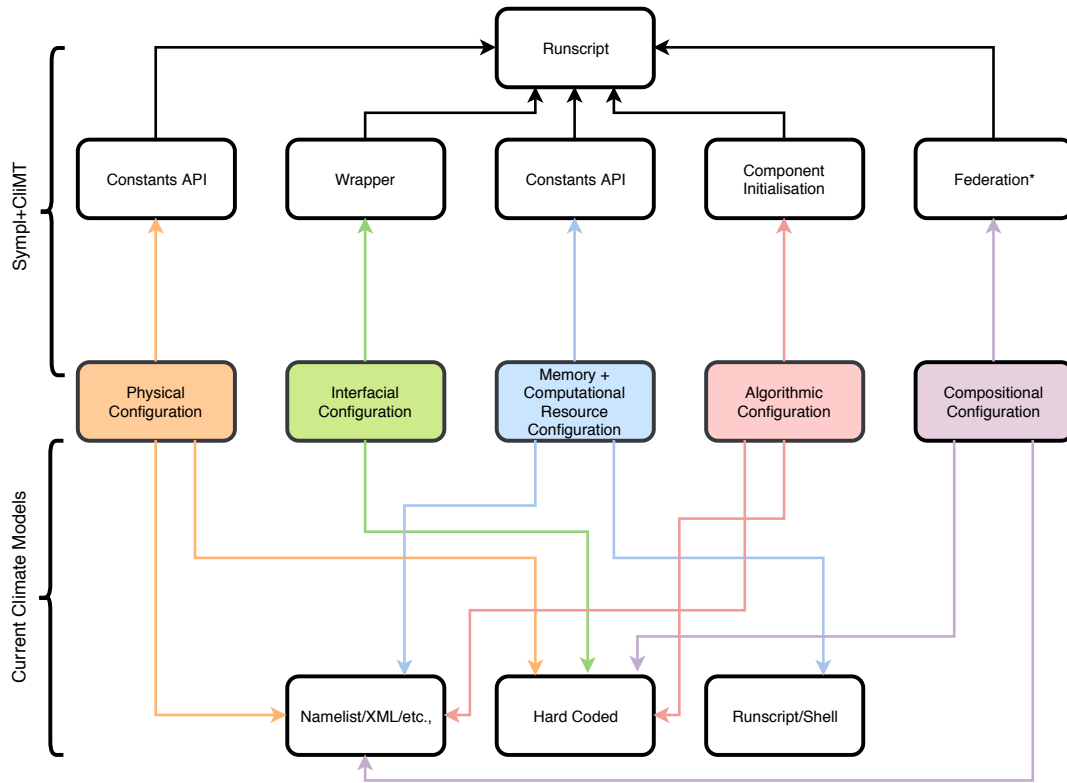 Runscript
Sympl+CliMT
Constants API
Wrapper
Constants API
Component
Initialisation
Federation*
Physical
Configuration
Interfacial
Configuration
Memory +
Computational
Resource
Configuration
Algorithmic
Configuration
Compositional
Configuration
Current Climate Models
Namelist/XML/etc.,
Hard Coded
Runscript/Shell